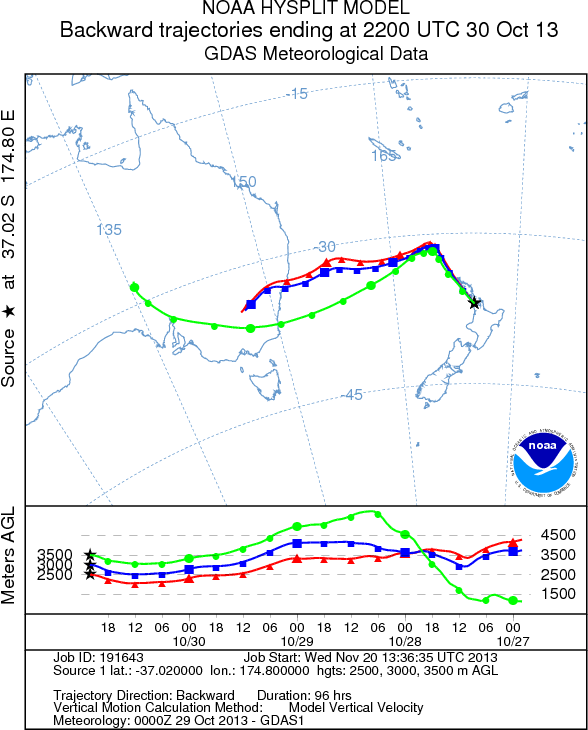 NOAA HYSPLIT MODEL
Backward trajectories ending at 2200 UTC 30 Oct 13
GDAS Meteorological Data
Source ★ at 37.02 S 174.80 E
-15
165
150
135
-30
-45
noaa
Meters AGL
3500
3000
2500
4500
3500
2500
1500
18 12 06 00 18 12 06 00 18 12 06 00 18 12 06 00
10/30 10/29 10/28 10/27
Job ID: 191643 Job Start: Wed Nov 20 13:36:35 UTC 2013
Source 1 lat.: -37.020000 lon.: 174.800000 hgts: 2500, 3000, 3500 m AGL
Trajectory Direction: Backward Duration: 96 hrs
Vertical Motion Calculation Method: Model Vertical Velocity
Meteorology: 0000Z 29 Oct 2013 - GDAS1